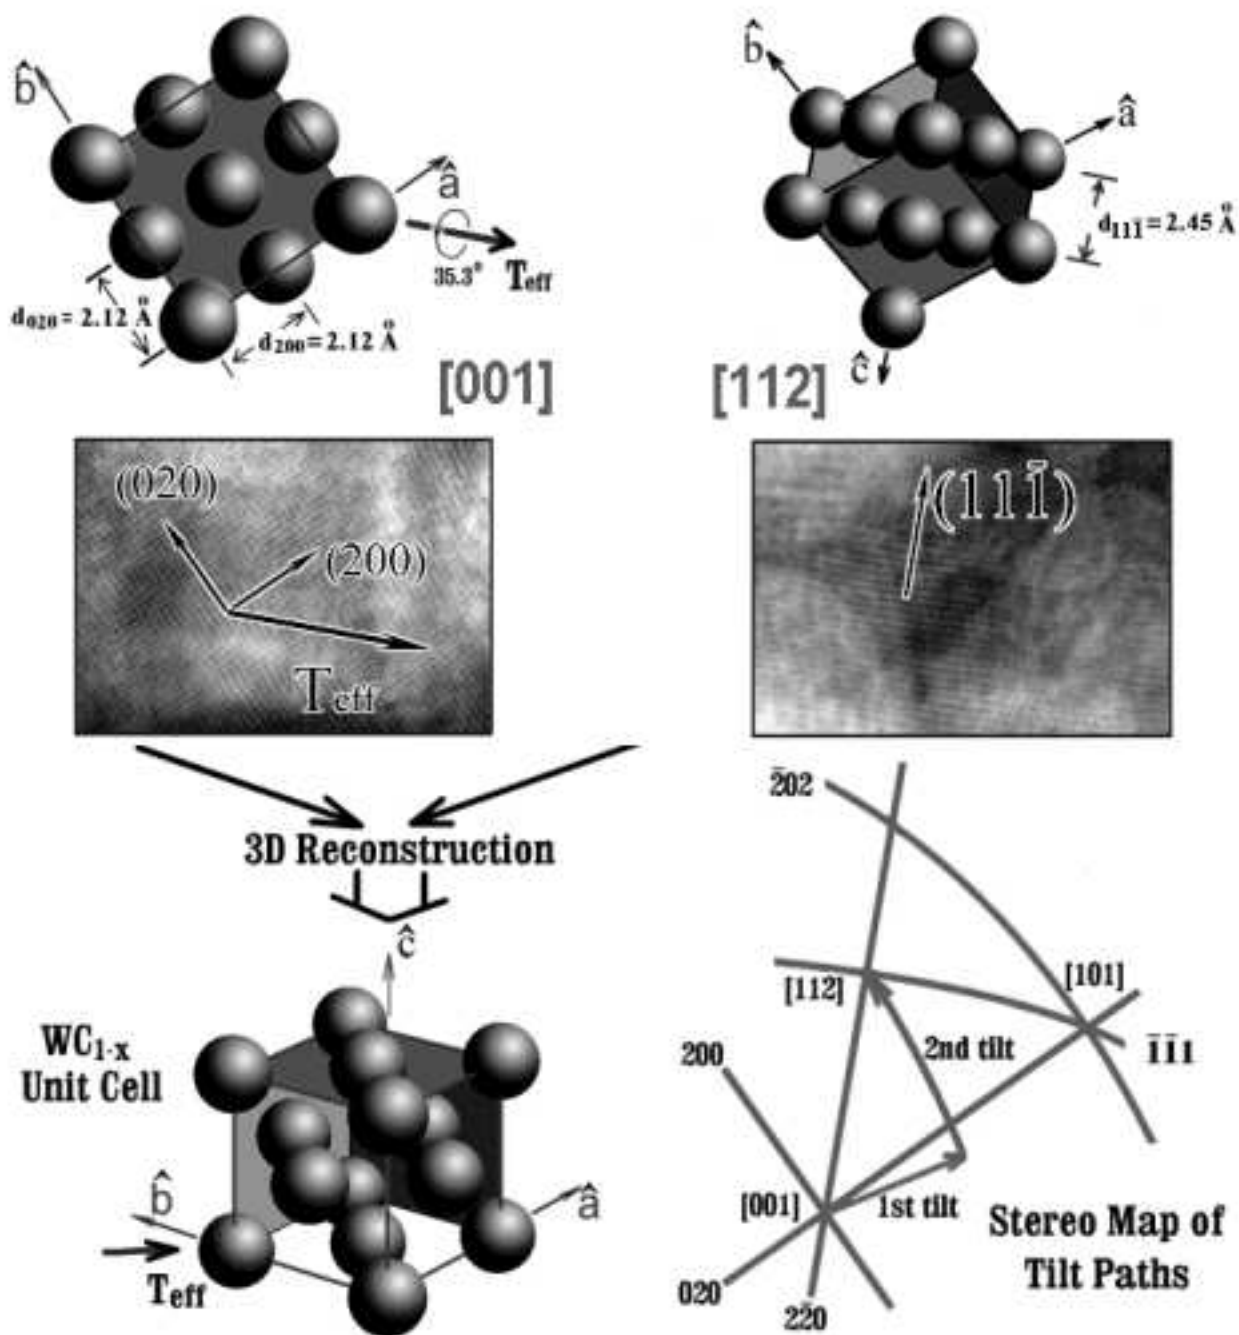 b̂
â
35.3°
Teff
d020 = 2.12 Å
d200 = 2.12 Å
[001]
b̂
â
d111̄ = 2.45 Å
ĉ
[112]
(020)
(200)
Teff
(111̄)
3D Reconstruction
ĉ
WC1-x
Unit Cell
b̂
â
Teff
2̄02
[112]
[101]
2nd tilt
1̄1̄1
200
[001]
1st tilt
020
22̄0
Stereo Map of
Tilt Paths